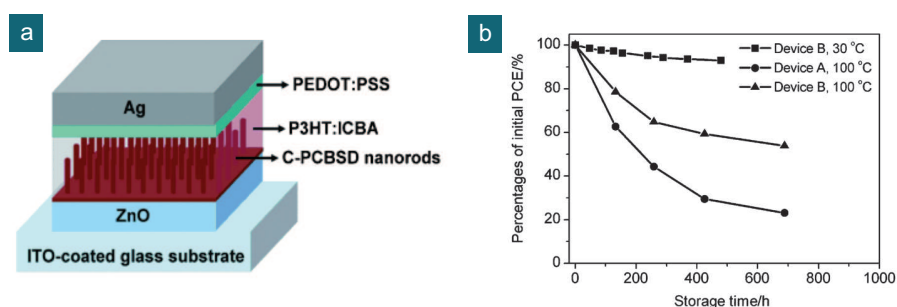 a
Ag
PEDOT:PSS
P3HT:ICBA
C-PCBSD nanorods
ZnO
ITO-coated glass substrate
b
Percentages of initial PCE/%
100
80
60
40
20
0
Device B, 30 °C
Device A, 100 °C
Device B, 100 °C
0 200 400 600 800 1000
Storage time/h